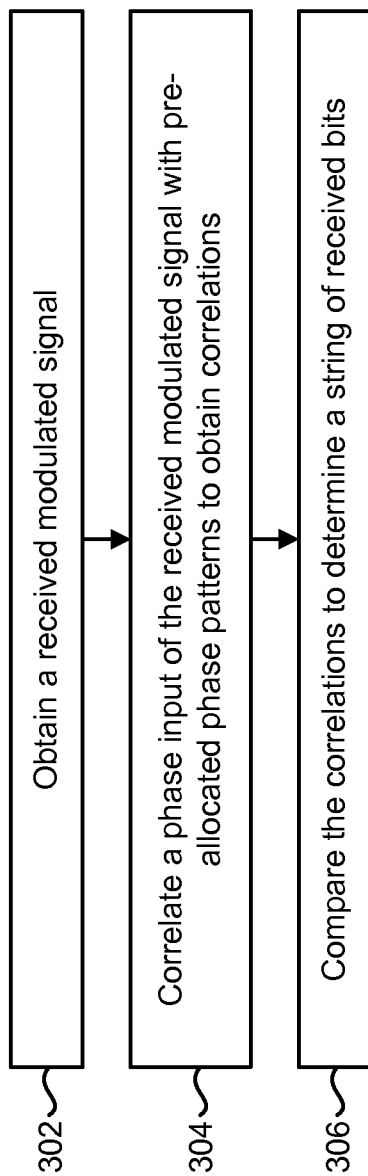 302
Obtain a received modulated signal
304
Correlate a phase input of the received modulated signal with pre-
allocated phase patterns to obtain correlations
306
Compare the correlations to determine a string of received bits